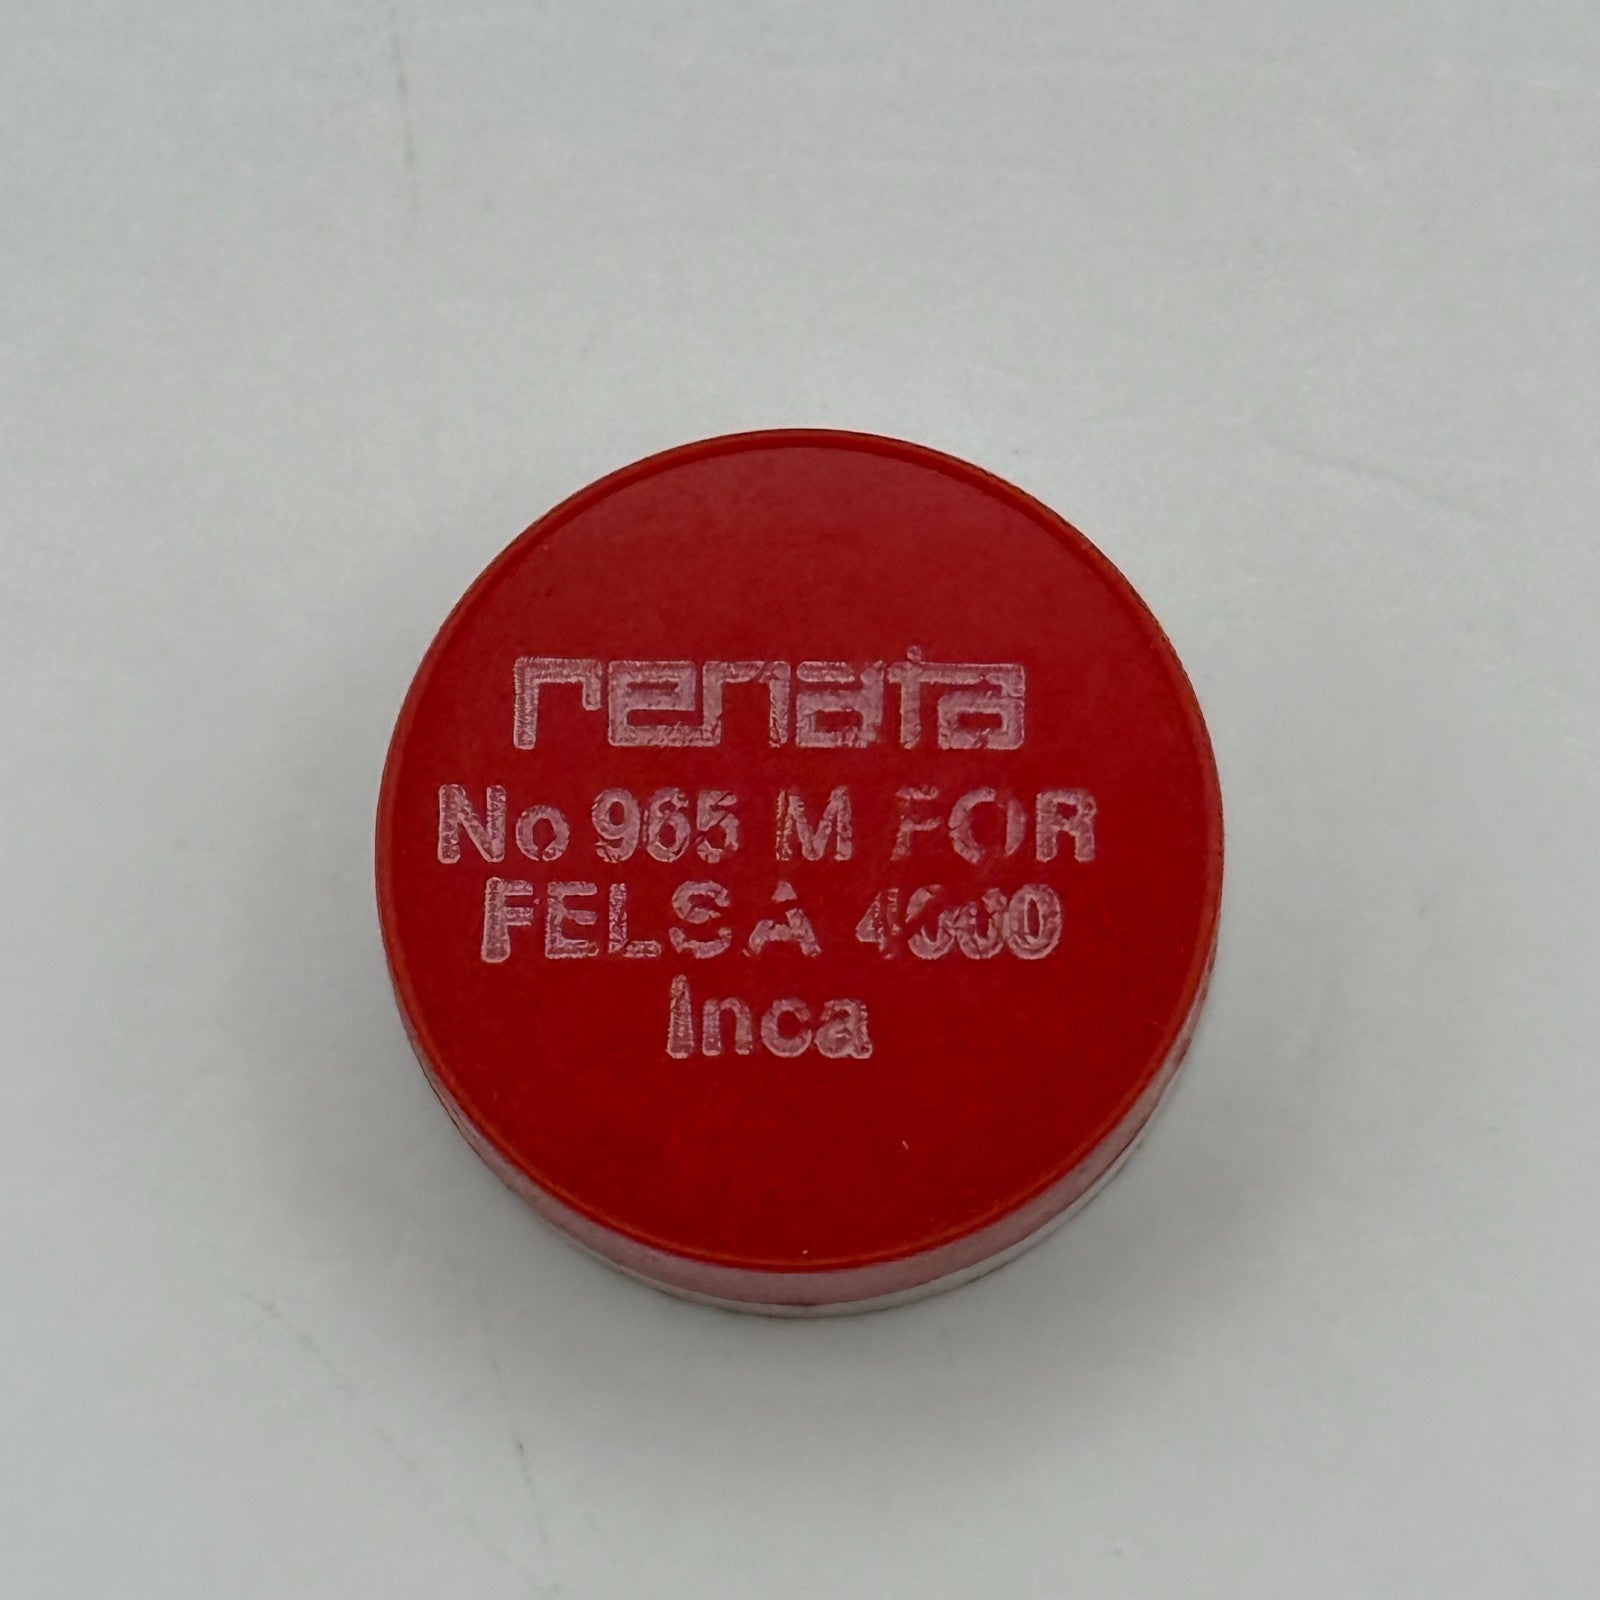 renata
No 965 M FOR
FELSA 4000
Inca